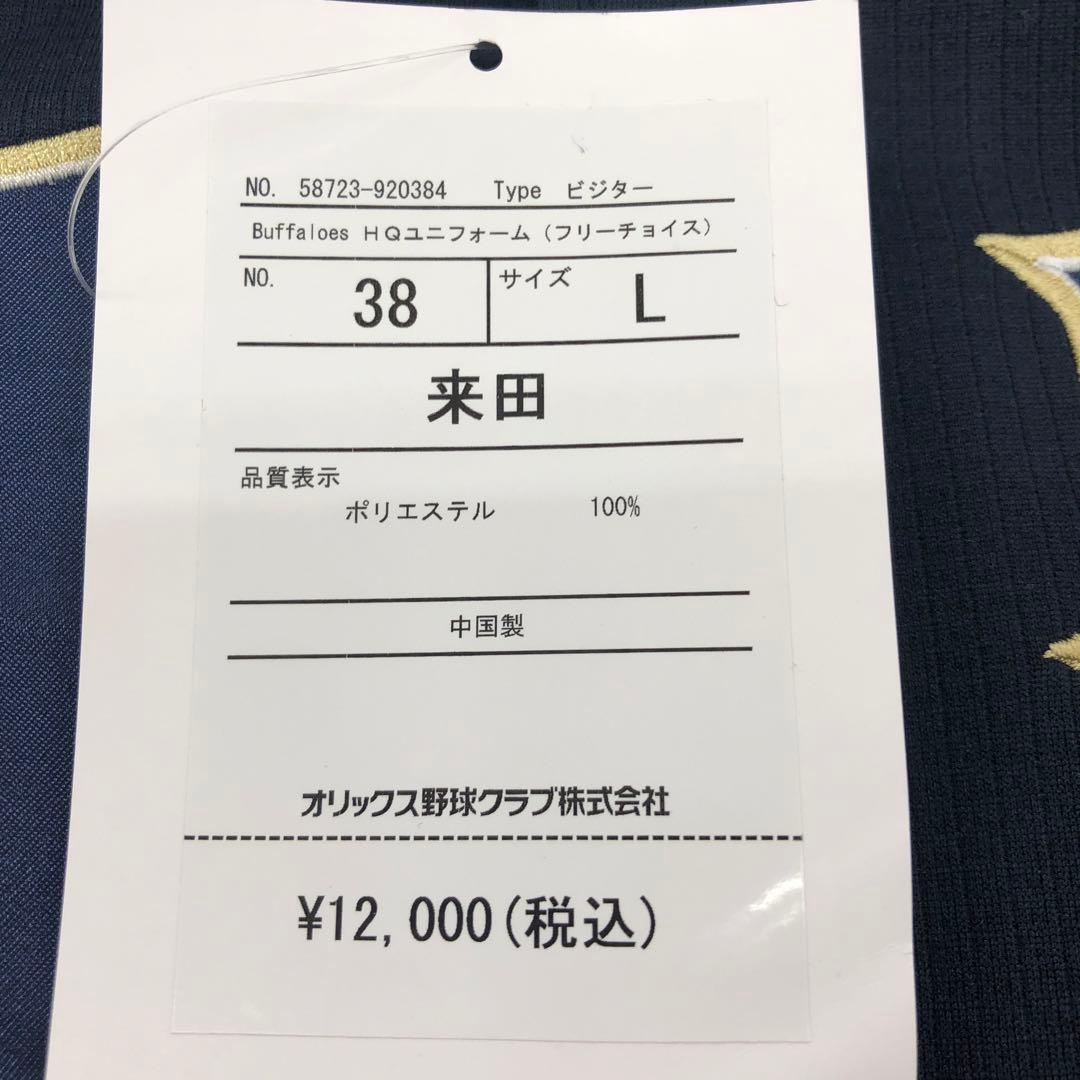 NO. 58723-920384 Type ビジター
Buffaloes HQユニフォーム（フリーチョイス）
NO. 38 サイズ L
来田
品質表示
ポリエステル 100%
中国製
オリックス野球クラブ株式会社
¥12,000(税込)